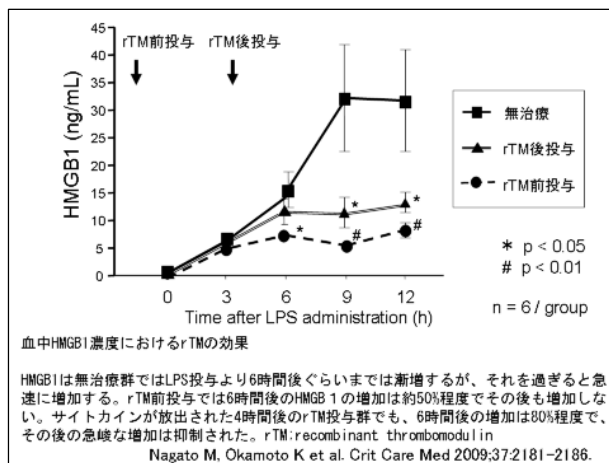 rTM前投与 rTM後投与
45
40
35
30
25
20
15
10
5
0
HMGB1 (ng/mL)
無治療
rTM後投与
rTM前投与
* * * # #
* p < 0.05
# p < 0.01
n = 6 / group
0 3 6 9 12
Time after LPS administration (h)
血中HMGB1濃度におけるrTMの効果
HMGB1は無治療群ではLPS投与より6時間後ぐらいまでは漸増するが、それを過ぎると急
速に増加する。rTM前投与では6時間後のHMGB1の増加は約50%程度でその後も増加しな
い。サイトカインが放出された4時間後のrTM投与群でも、6時間後の増加は80%で、
その後の急峻な増加は抑制された。rTM:recombinant thrombomodulin
Nagato M, Okamoto K et al. Crit Care Med 2009;37:2181-2186.